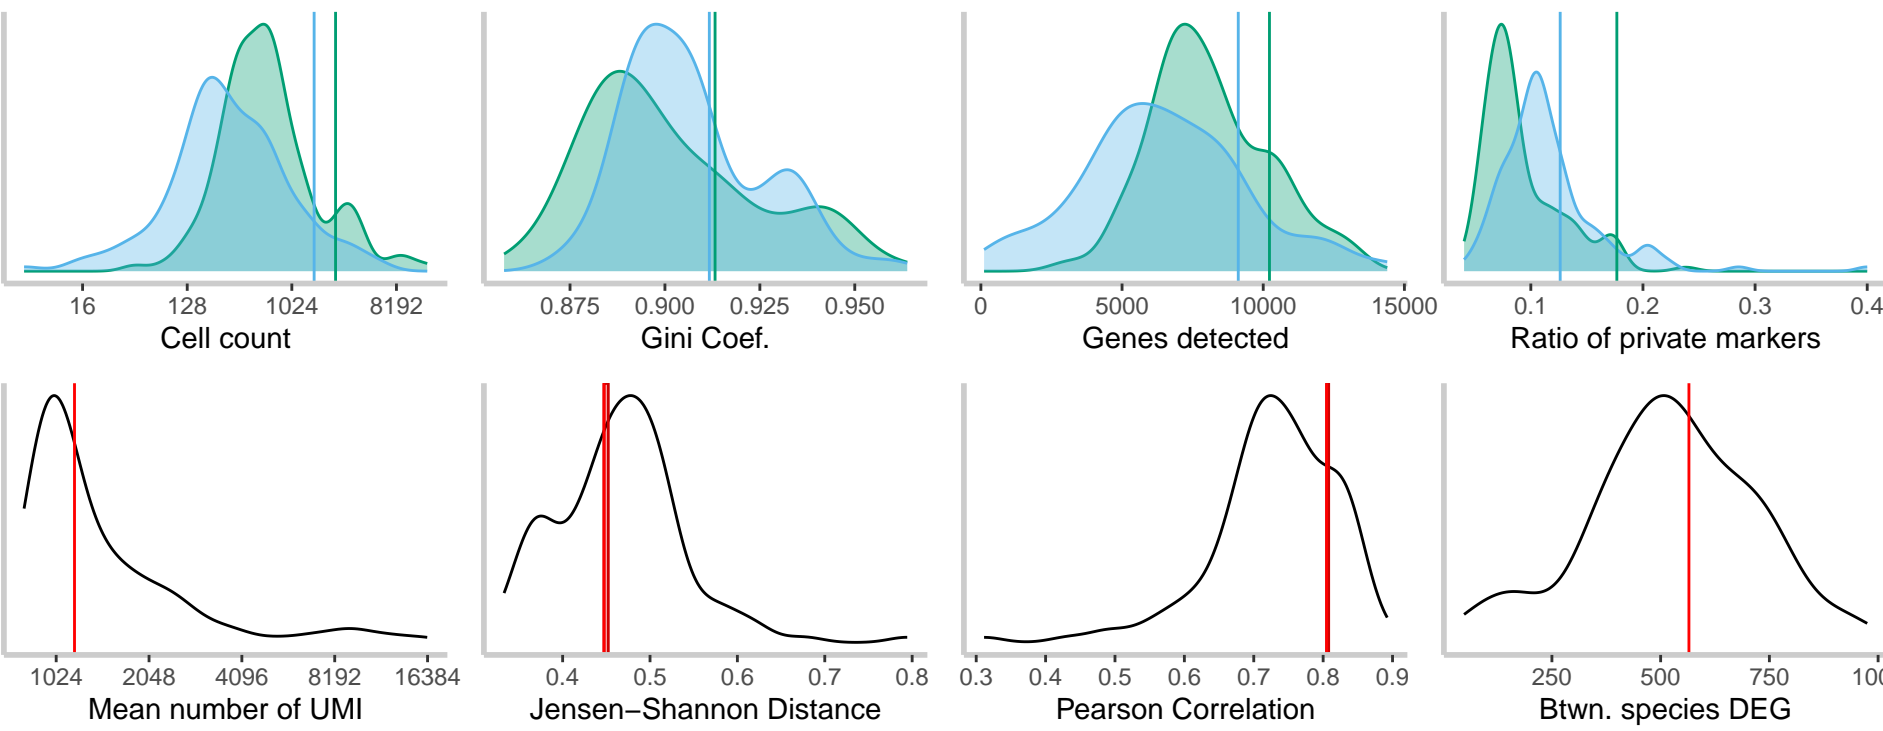 16 128 1024 8192
Cell count
0.875 0.900 0.925 0.950
Gini Coef.
0 5000 10000 15000
Genes detected
0.1 0.2 0.3 0.4
Ratio of private markers
1024 2048 4096 8192 16384
Mean number of UMI
0.4 0.5 0.6 0.7 0.8
Jensen−Shannon Distance
0.3 0.4 0.5 0.6 0.7 0.8 0.9
Pearson Correlation
250 500 750 100
Btwn. species DEG